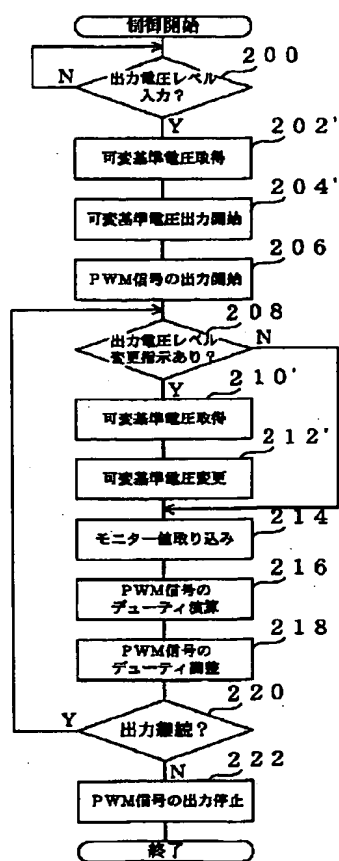 制御開始
200
出力電圧レベル
入力？
N
Y
202'
可変基準電圧取得
204'
可変基準電圧出力開始
206
PWM信号の出力開始
208
出力電圧レベル
変更指示あり？
N
Y
210'
可変基準電圧取得
212'
可変基準電圧変更
214
モニター値取り込み
216
PWM信号の
デューティ演算
218
PWM信号の
デューティ調整
220
Y
出力継続？
N
222
PWM信号の出力停止
終了